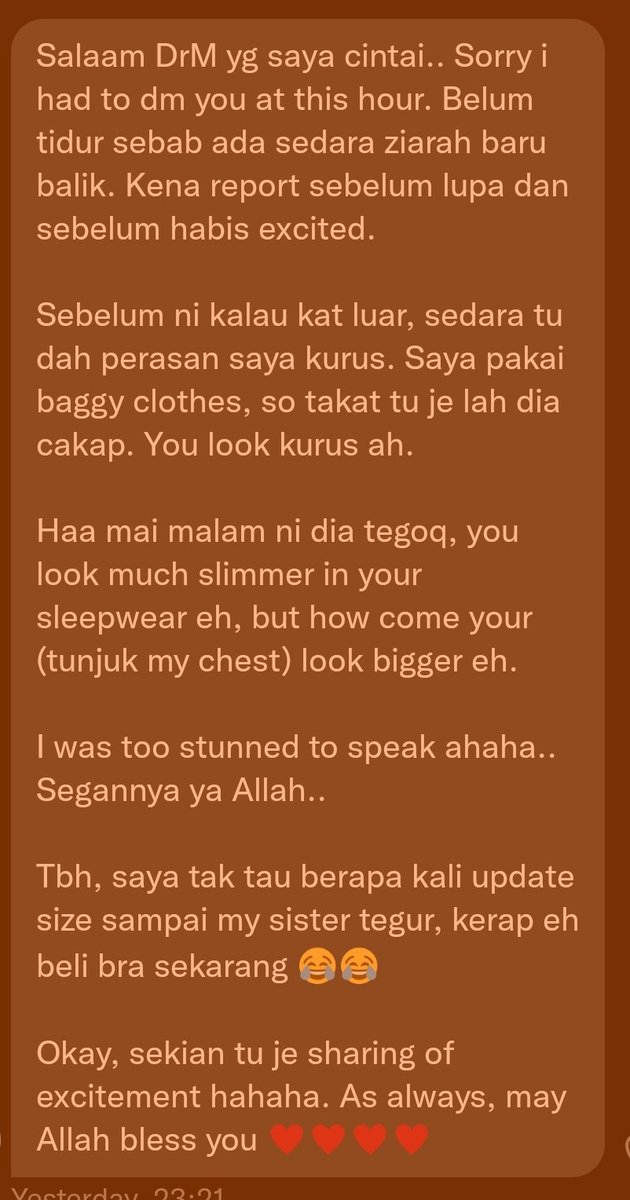 Salaam DrM yg saya cintai.. Sorry i
had to dm you at this hour. Belum
tidur sebab ada sedara ziarah baru
balik. Kena report sebelum lupa dan
sebelum habis excited.
Sebelum ni kalau kat luar, sedara tu
dah perasan saya kurus. Saya pakai
baggy clothes, so takat tu je lah dia
cakap. You look kurus ah.
Haa mai malam ni dia tegoq, you
look much slimmer in your
sleepwear eh, but how come your
(tunjuk my chest) look bigger eh.
I was too stunned to speak ahaha..
Segannya ya Allah..
Tbh, saya tak tau berapa kali update
size sampai my sister tegur, kerap eh
beli bra sekarang 😂😂
Okay, sekian tu je sharing of
excitement hahaha. As always, may
Allah bless you ❤️❤️❤️❤️
Yesterday, 23:21